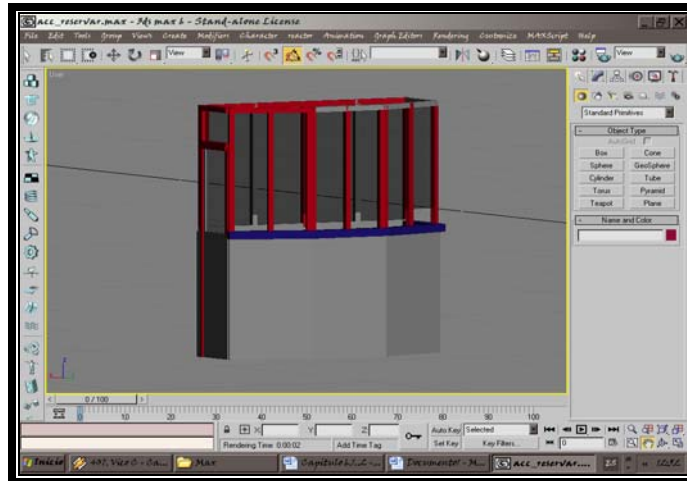 acc_reservar.max - 3ds max 6 - Stand-alone License
File Edit Tools Group Views Create Modifiers Character reactor Animation Graph Editors Rendering Customize MAXScript Help
View View
User
Standard Primitives
- Object Type
AutoGrid
Box Cone
Sphere GeoSphere
Cylinder Tube
Torus Pyramid
Teapot Plane
- Name and Color
0 / 100
0 10 20 30 40 50 60 70 80 90 100
X Y Z Auto Key Selected
Rendering Time 0:00:02 Add Time Tag Set Key Key Filters... 0
Inicio Max Documento1 - M... acc_reservar....